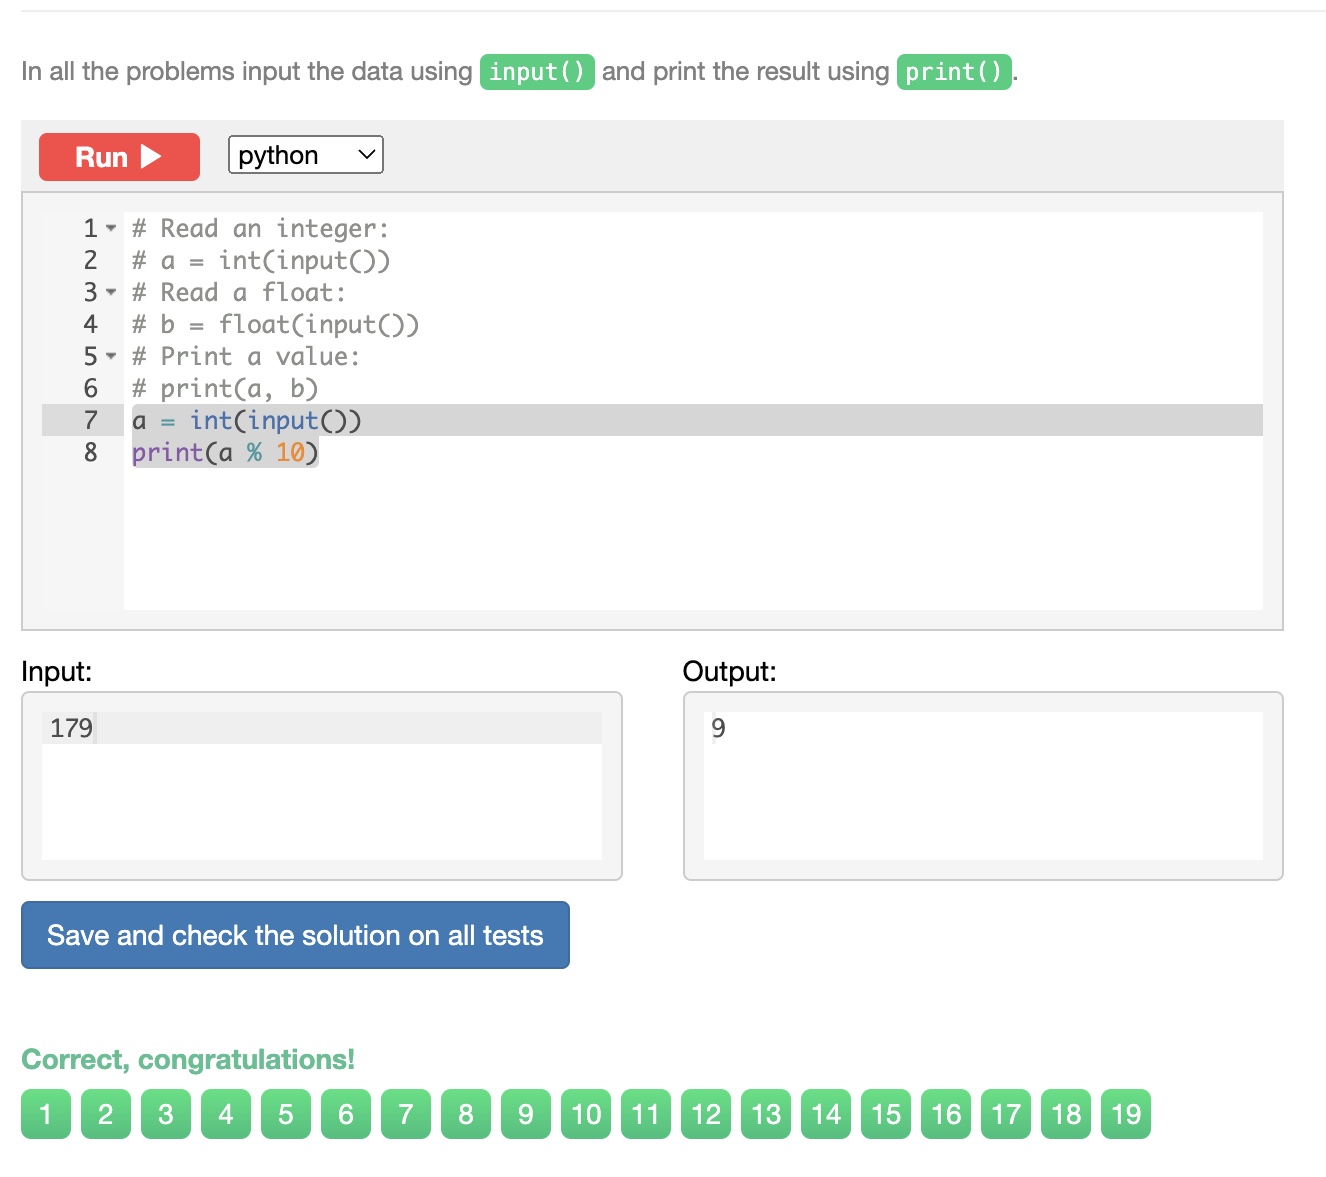 In all the problems input the data using input() and print the result using print().
Run python
1 # Read an integer:
2 # a = int(input())
3 # Read a float:
4 # b = float(input())
5 # Print a value:
6 # print(a, b)
7 a = int(input())
8 print(a % 10)
Input: Output:
179 9
Save and check the solution on all tests
Correct, congratulations!
1 2 3 4 5 6 7 8 9 10 11 12 13 14 15 16 17 18 19